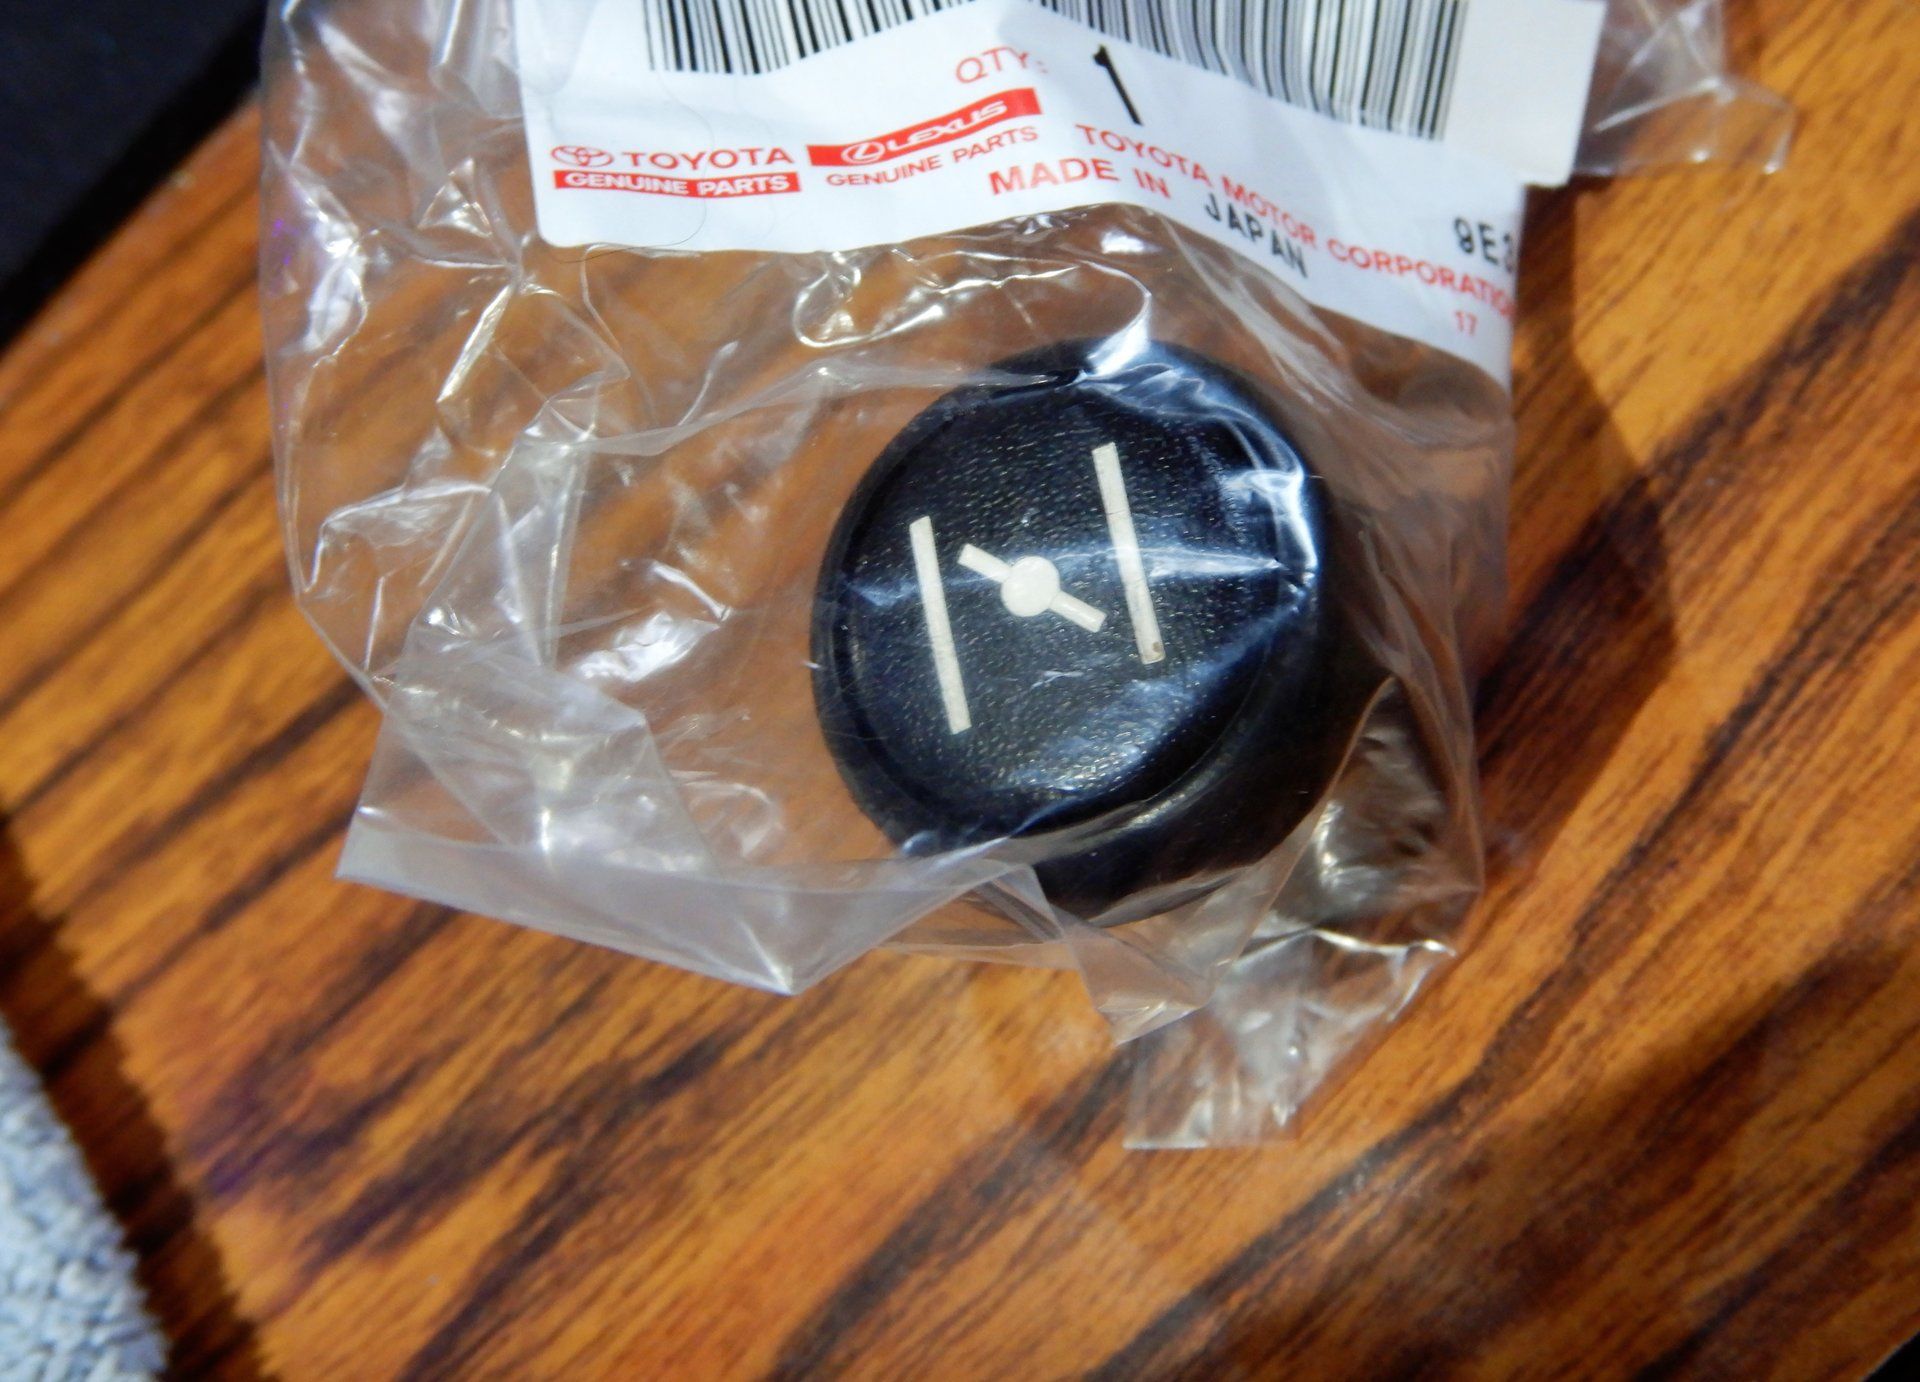 QTY: 1
TOYOTA
GENUINE PARTS
LEXUS
GENUINE PARTS
TOYOTA MOTOR CORPORATION
MADE IN JAPAN
17